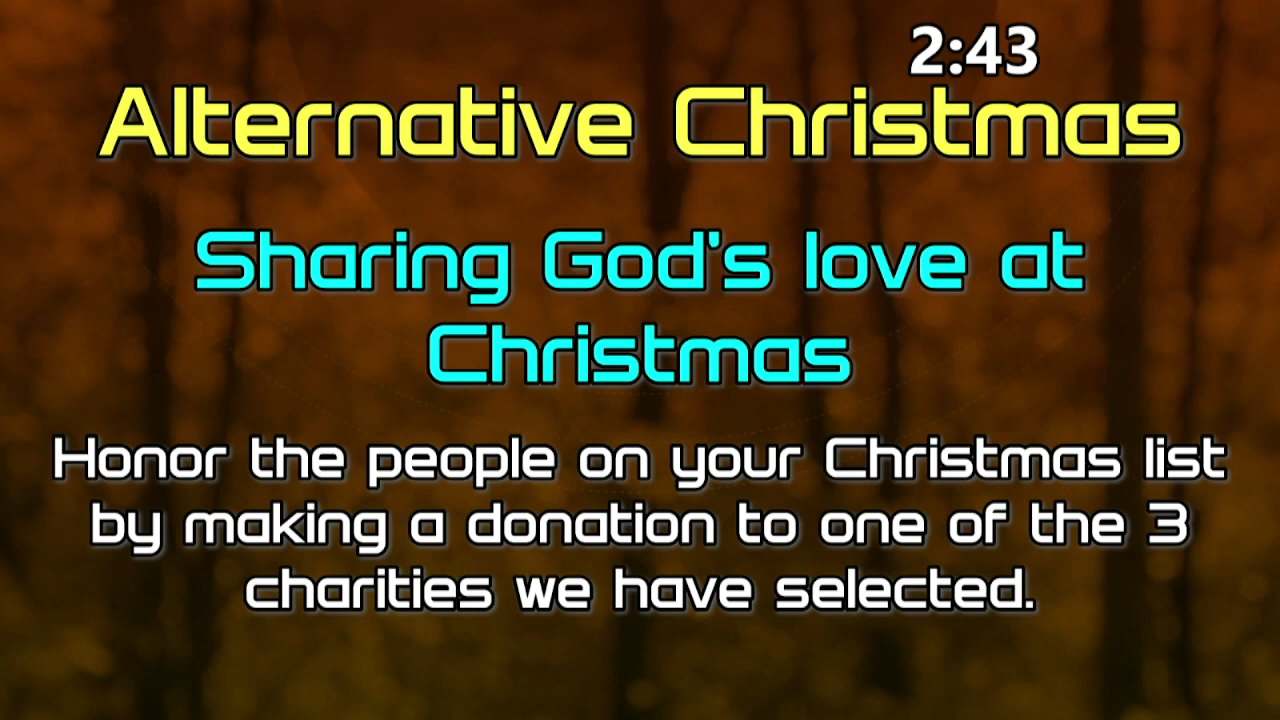 2:43
Alternative Christmas
Sharing God's love at
Christmas
Honor the people on your Christmas list
by making a donation to one of the 3
charities we have selected.